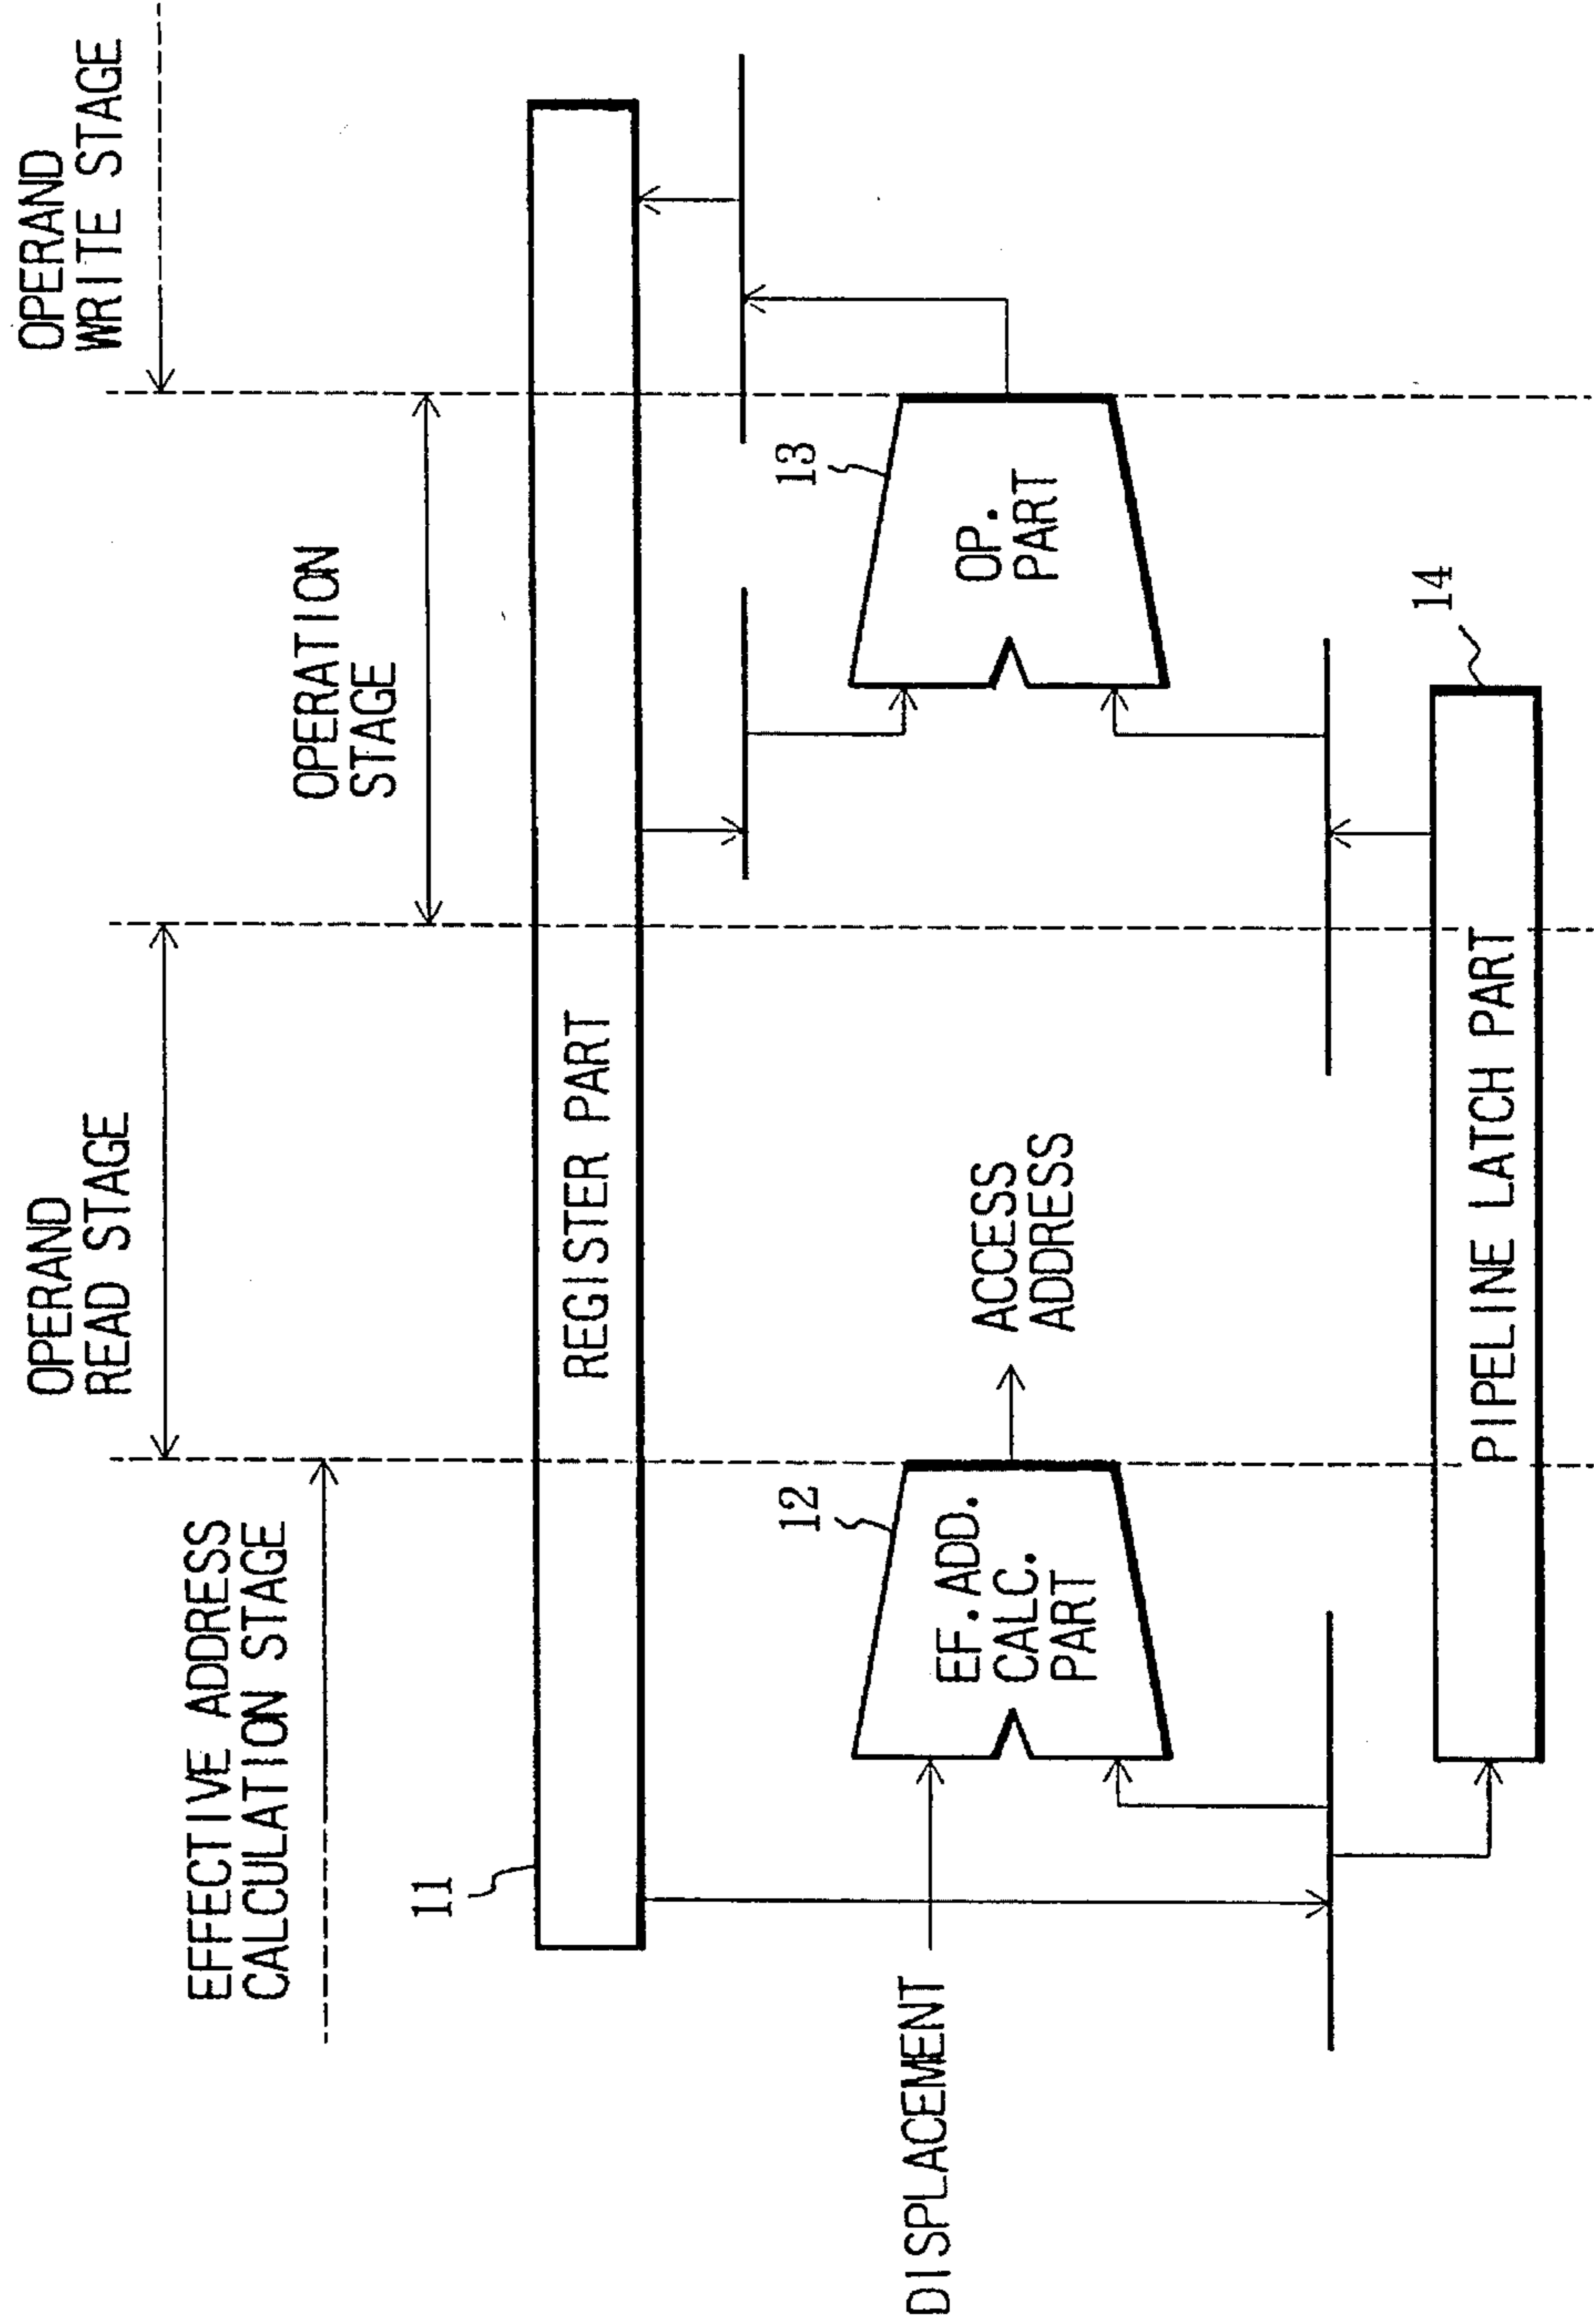 EFFECTIVE ADDRESS
CALCULATION STAGE
OPERAND
READ STAGE
OPERATION
STAGE
OPERAND
WRITE STAGE
11
REGISTER PART
DISPLACEMENT
12
EF.ADD.
CALC.
PART
ACCESS
ADDRESS
13
OP.
PART
14
PIPELINE LATCH PART